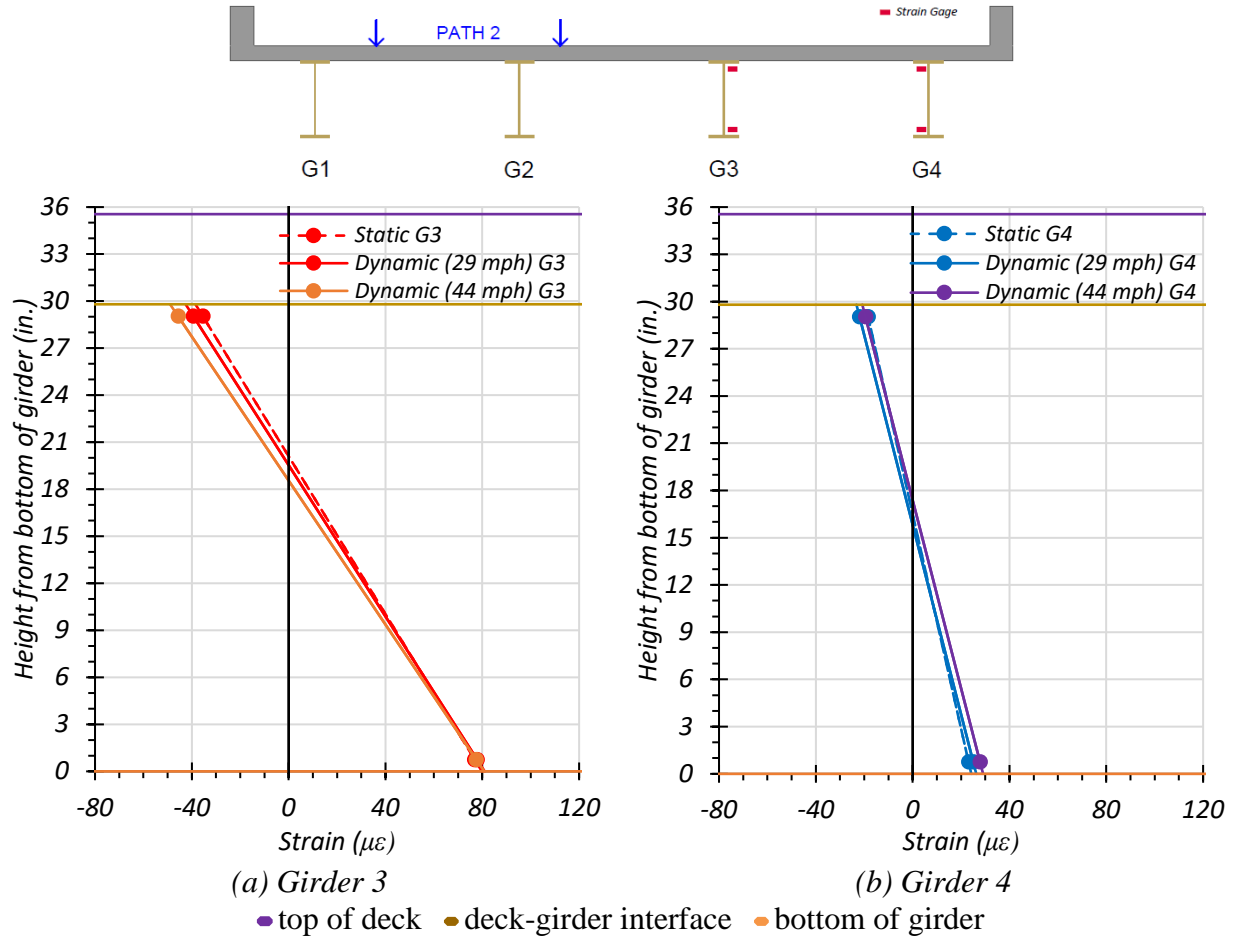 Strain Gage
PATH 2
G1 G2 G3 G4
36
33
30
27
24
21
18
15
12
9
6
3
0
Height from bottom of girder (in.)
Static G3
Dynamic (29 mph) G3
Dynamic (44 mph) G3
-80 -40 0 40 80 120
Strain (με)
(a) Girder 3
36
33
30
27
24
21
18
15
12
9
6
3
0
Height from bottom of girder (in.)
Static G4
Dynamic (29 mph) G4
Dynamic (44 mph) G4
-80 -40 0 40 80 120
Strain (με)
(b) Girder 4
top of deck deck-girder interface bottom of girder